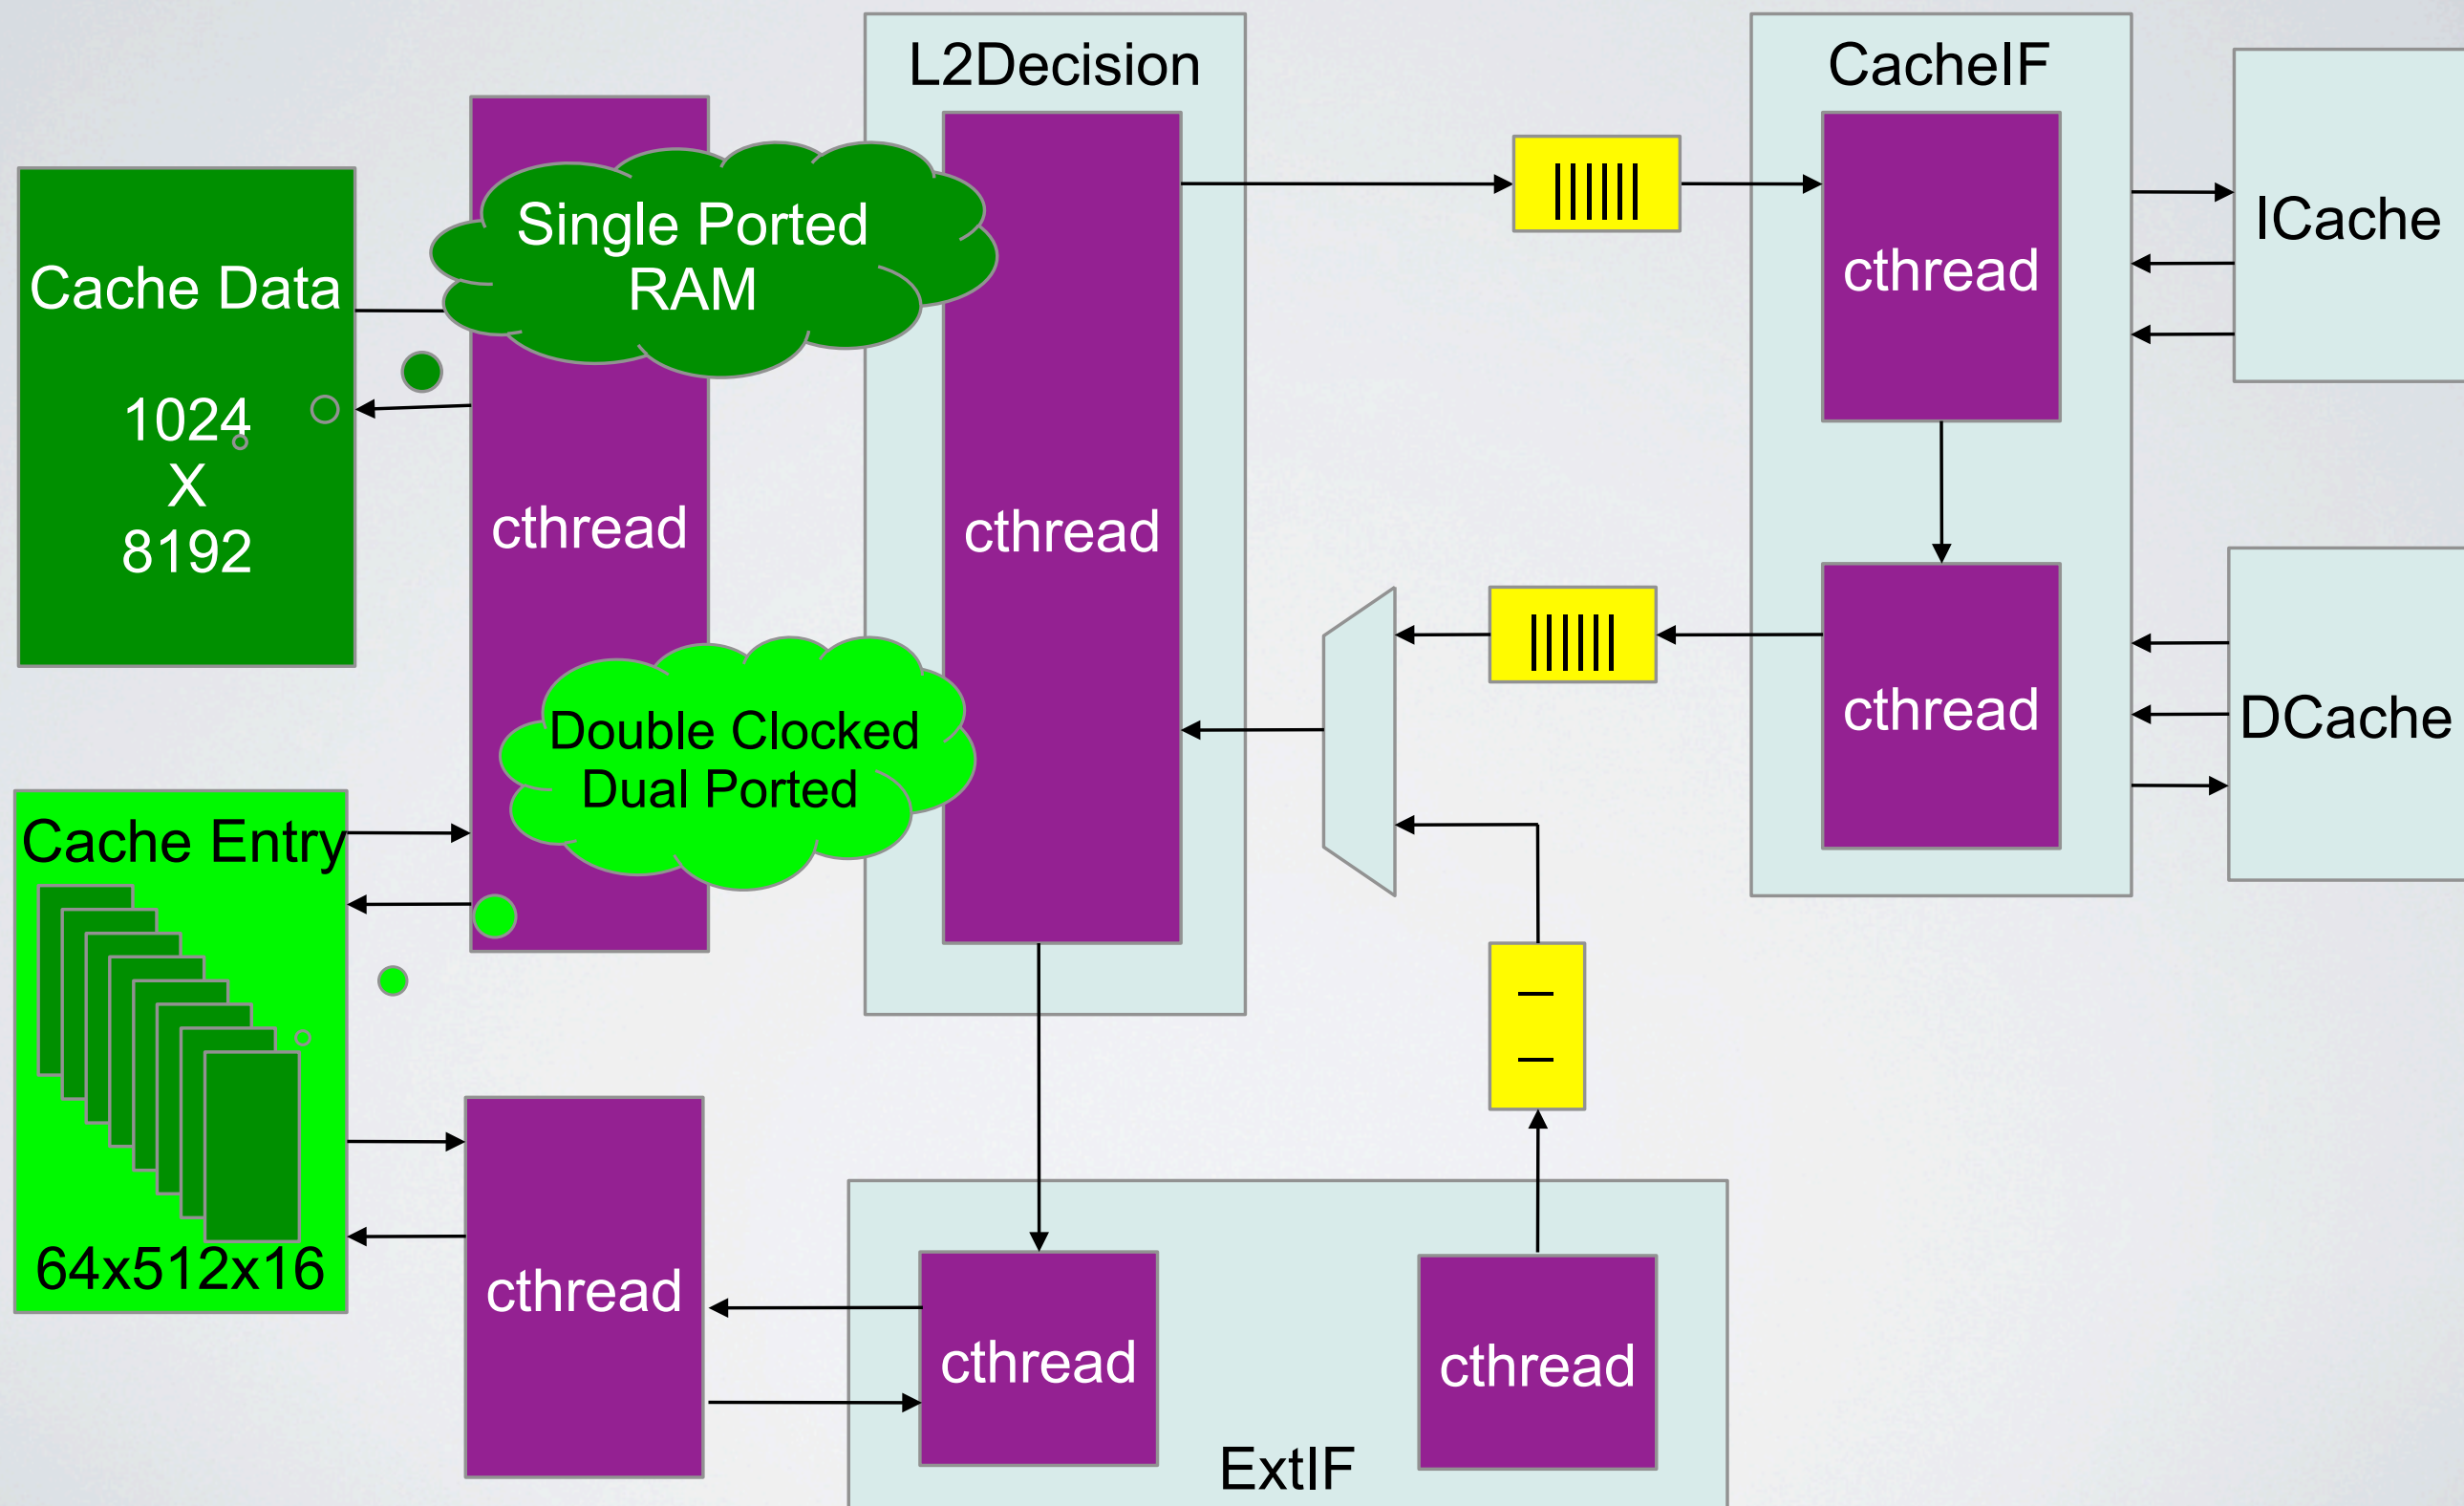 L2Decision
CacheIF
ICache
Single Ported
RAM
cthread
Cache Data
1024
X
8192
cthread
cthread
cthread
DCache
Double Clocked
Dual Ported
Cache Entry
64x512x16
cthread
cthread
cthread
ExtIF